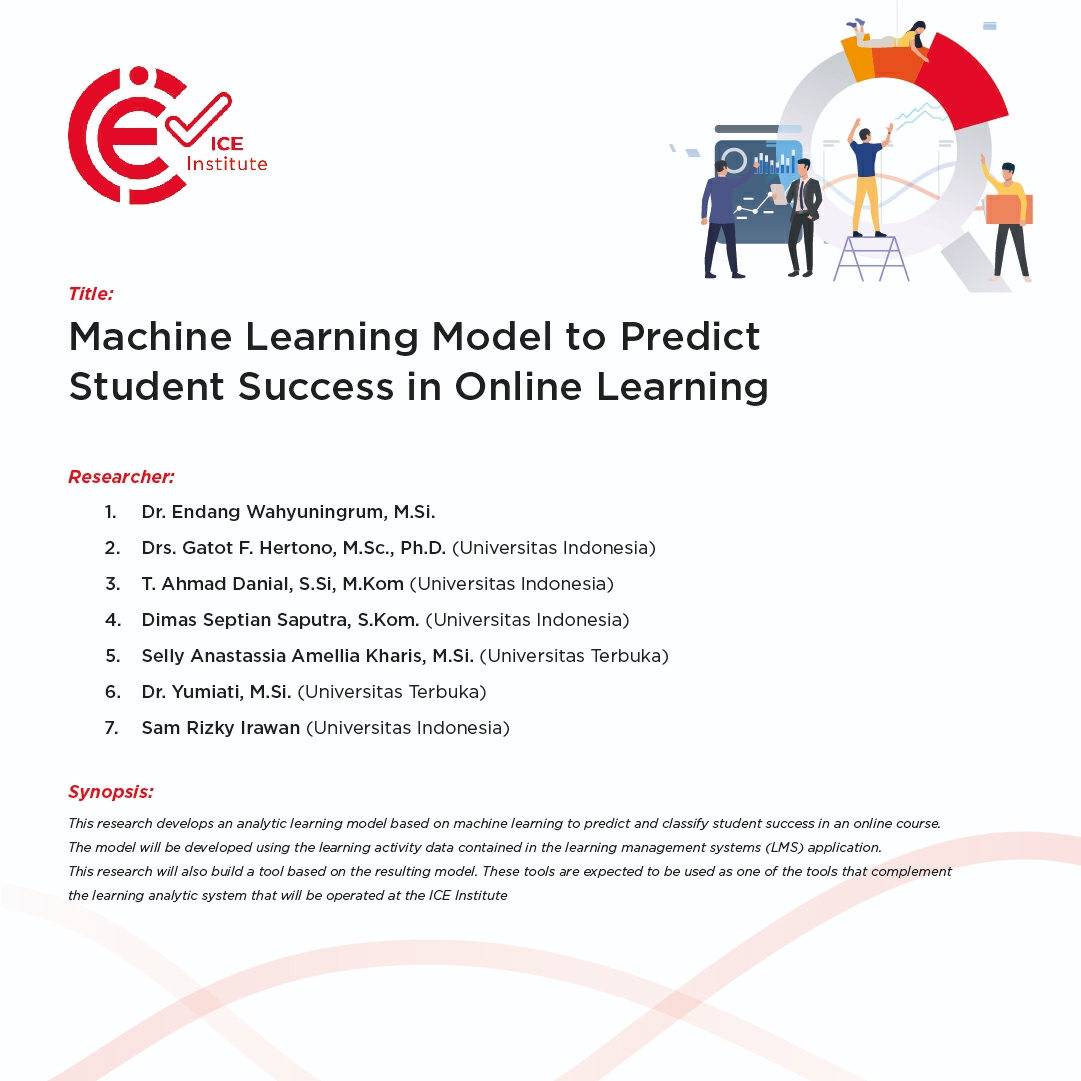 ICE
Institute
Title:
Machine Learning Model to Predict
Student Success in Online Learning
Researcher:
1. Dr. Endang Wahyuningrum, M.Si.
2. Drs. Gatot F. Hertono, M.Sc., Ph.D. (Universitas Indonesia)
3. T. Ahmad Danial, S.Si, M.Kom (Universitas Indonesia)
4. Dimas Septian Saputra, S.Kom. (Universitas Indonesia)
5. Selly Anastassia Amellia Kharis, M.Si. (Universitas Terbuka)
6. Dr. Yumiati, M.Si. (Universitas Terbuka)
7. Sam Rizky Irawan (Universitas Indonesia)
Synopsis:
This research develops an analytic learning model based on machine learning to predict and classify student success in an online course.
The model will be developed using the learning activity data contained in the learning management systems (LMS) application.
This research will also build a tool based on the resulting model. These tools are expected to be used as one of the tools that complement
the learning analytic system that will be operated at the ICE Institute